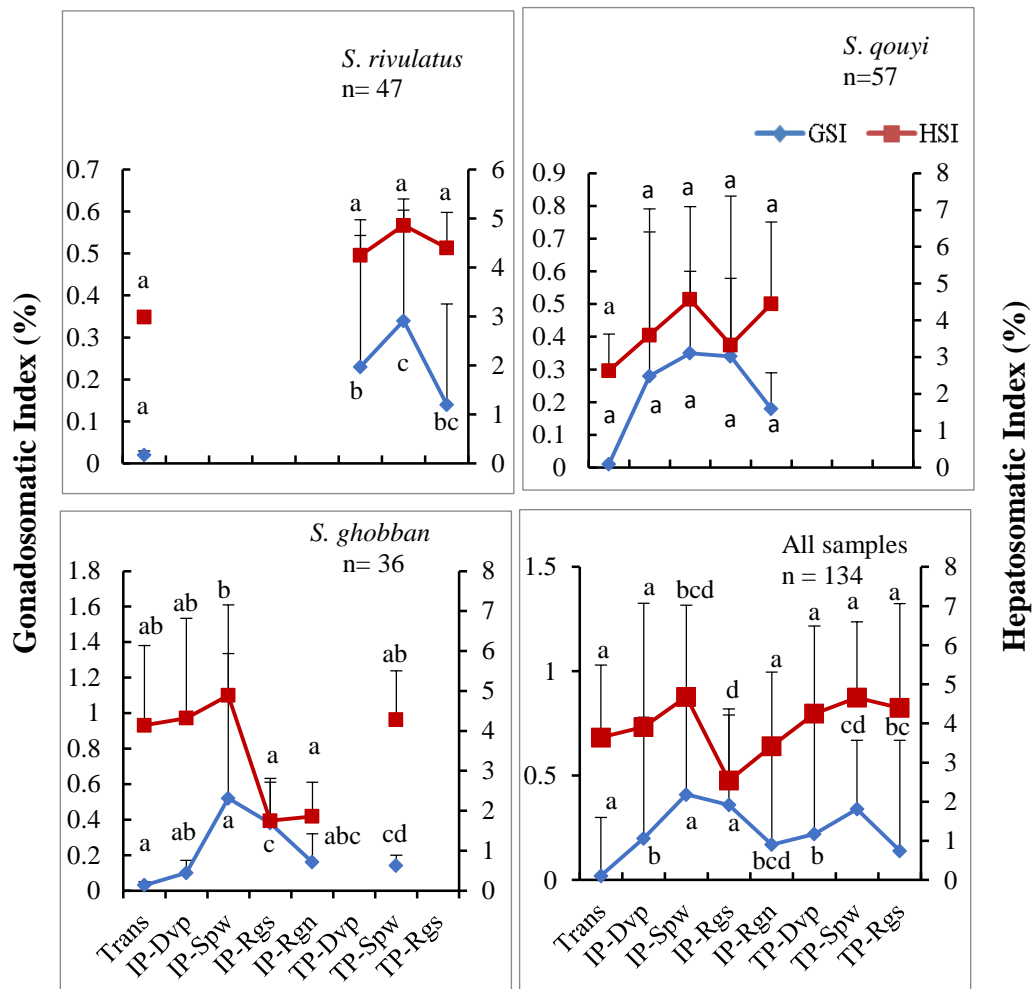 Gonadosomatic Index (%)
S. rivulatus
n= 47
0.7
0.6
0.5
0.4
0.3
0.2
0.1
0
6
5
4
3
2
1
0
a
a
a
a
a
b
c
bc
S. qouyi
n=57
GSI
HSI
0.9
0.8
0.7
0.6
0.5
0.4
0.3
0.2
0.1
0
8
7
6
5
4
3
2
1
0
a
a
a
a
a
a
a
a
a
a
S. ghobban
n= 36
1.8
1.6
1.4
1.2
1
0.8
0.6
0.4
0.2
0
8
7
6
5
4
3
2
1
0
ab
ab
b
a
a
ab
a
ab
a
c
abc
cd
Trans
IP-Dvp
IP-Spw
IP-Rgs
IP-Rgn
TP-Dvp
TP-Spw
TP-Rgs
All samples
n = 134
1.5
1
0.5
0
8
7
6
5
4
3
2
1
0
a
a
bcd
d
a
a
a
a
a
b
a
a
bcd
b
cd
bc
Trans
IP-Dvp
IP-Spw
IP-Rgs
IP-Rgn
TP-Dvp
TP-Spw
TP-Rgs
Hepatosomatic Index (%)